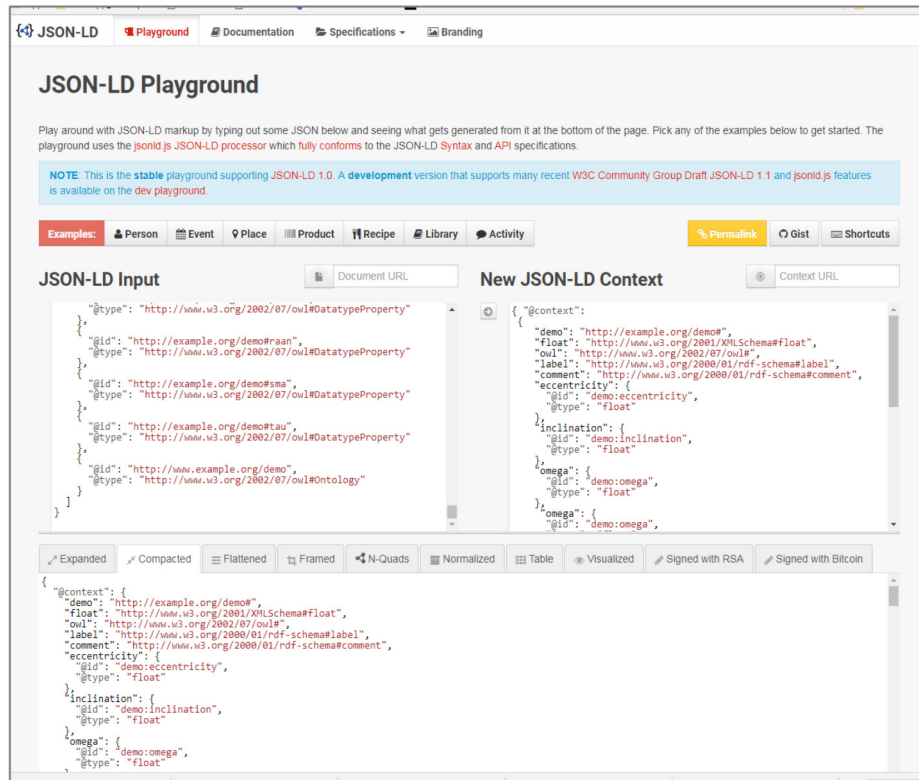 JSON-LD Playground Documentation Specifications Branding
JSON-LD Playground
Play around with JSON-LD markup by typing out some JSON below and seeing what gets generated from it at the bottom of the page. Pick any of the examples below to get started. The
playground uses the jsonld.js JSON-LD processor which fully conforms to the JSON-LD Syntax and API specifications.
NOTE: This is the stable playground supporting JSON-LD 1.0. A development version that supports many recent W3C Community Group Draft JSON-LD 1.1 and jsonld.js features
is available on the dev playground.
Examples: Person Event Place Product Recipe Library Activity Permalink Gist Shortcuts
JSON-LD Input Document URL
"@type": "http://www.w3.org/2002/07/owl#DatatypeProperty"
},
{
"@id": "http://example.org/demo#raan",
"@type": "http://www.w3.org/2002/07/owl#DatatypeProperty"
},
{
"@id": "http://example.org/demo#sma",
"@type": "http://www.w3.org/2002/07/owl#DatatypeProperty"
},
{
"@id": "http://example.org/demo#tau",
"@type": "http://www.w3.org/2002/07/owl#DatatypeProperty"
},
{
"@id": "http://www.example.org/demo",
"@type": "http://www.w3.org/2002/07/owl#Ontology"
}
]
}
New JSON-LD Context Context URL
{ "@context":
{
"demo": "http://example.org/demo#",
"float": "http://www.w3.org/2001/XMLSchema#float",
"owl": "http://www.w3.org/2002/07/owl#",
"label": "http://www.w3.org/2000/01/rdf-schema#label",
"comment": "http://www.w3.org/2000/01/rdf-schema#comment",
"eccentricity": {
"@id": "demo:eccentricity",
"@type": "float"
},
"inclination": {
"@id": "demo:inclination",
"@type": "float"
},
"omega": {
"@id": "demo:omega",
"@type": "float"
},
"omega": {
"@id": "demo:omega",
Expanded Compacted Flattened Framed N-Quads Normalized Table Visualized Signed with RSA Signed with Bitcoin
{
"@context": {
"demo": "http://example.org/demo#",
"float": "http://www.w3.org/2001/XMLSchema#float",
"owl": "http://www.w3.org/2002/07/owl#",
"label": "http://www.w3.org/2000/01/rdf-schema#label",
"comment": "http://www.w3.org/2000/01/rdf-schema#comment",
"eccentricity": {
"@id": "demo:eccentricity",
"@type": "float"
},
"inclination": {
"@id": "demo:inclination",
"@type": "float"
},
"omega": {
"@id": "demo:omega",
"@type": "float"